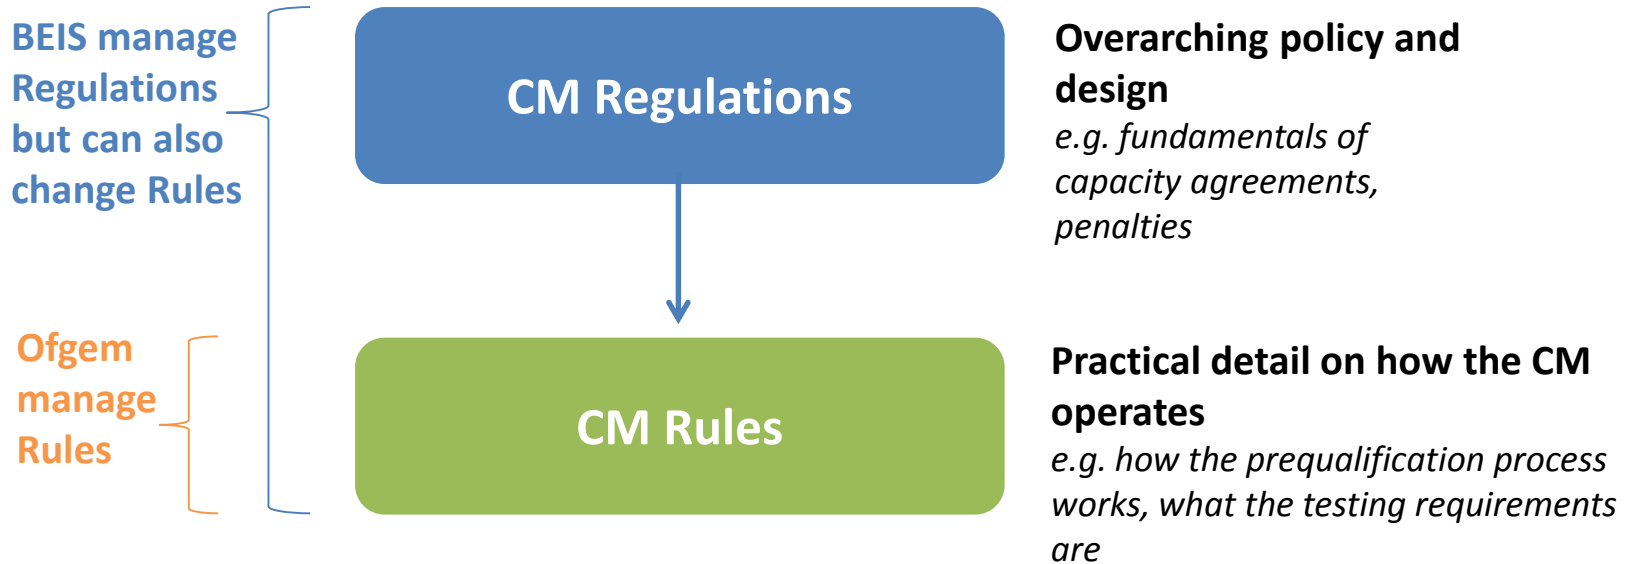 BEIS manage
Regulations
but can also
change Rules
CM Regulations
Overarching policy and
design
e.g. fundamentals of
capacity agreements,
penalties
Ofgem
manage
Rules
CM Rules
Practical detail on how the CM
operates
e.g. how the prequalification process
works, what the testing requirements
are